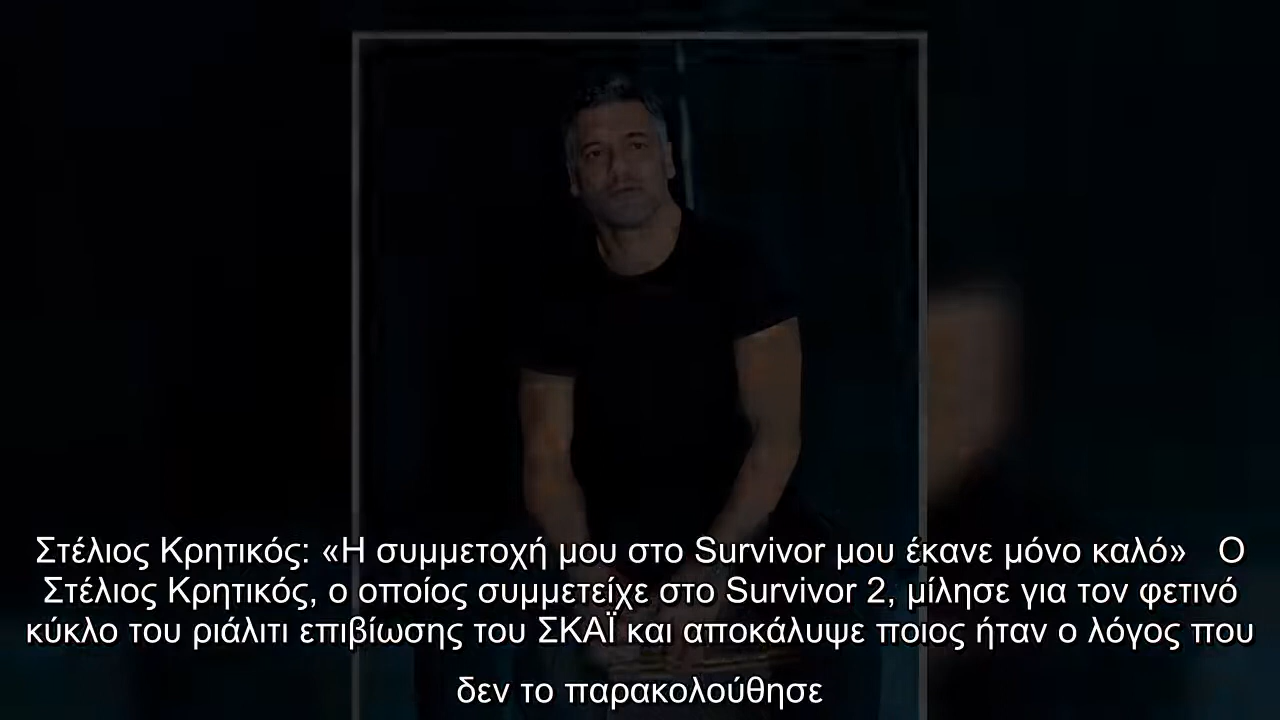 Στέλιος Κρητικός: «Η συμμετοχή μου στο Survivor μου έκανε μόνο καλό»   Ο
Στέλιος Κρητικός, ο οποίος συμμετείχε στο Survivor 2, μίλησε για τον φετινό
κύκλο του ριάλιτι επιβίωσης του ΣΚΑΪ και αποκάλυψε ποιος ήταν ο λόγος που
δεν το παρακολούθησε